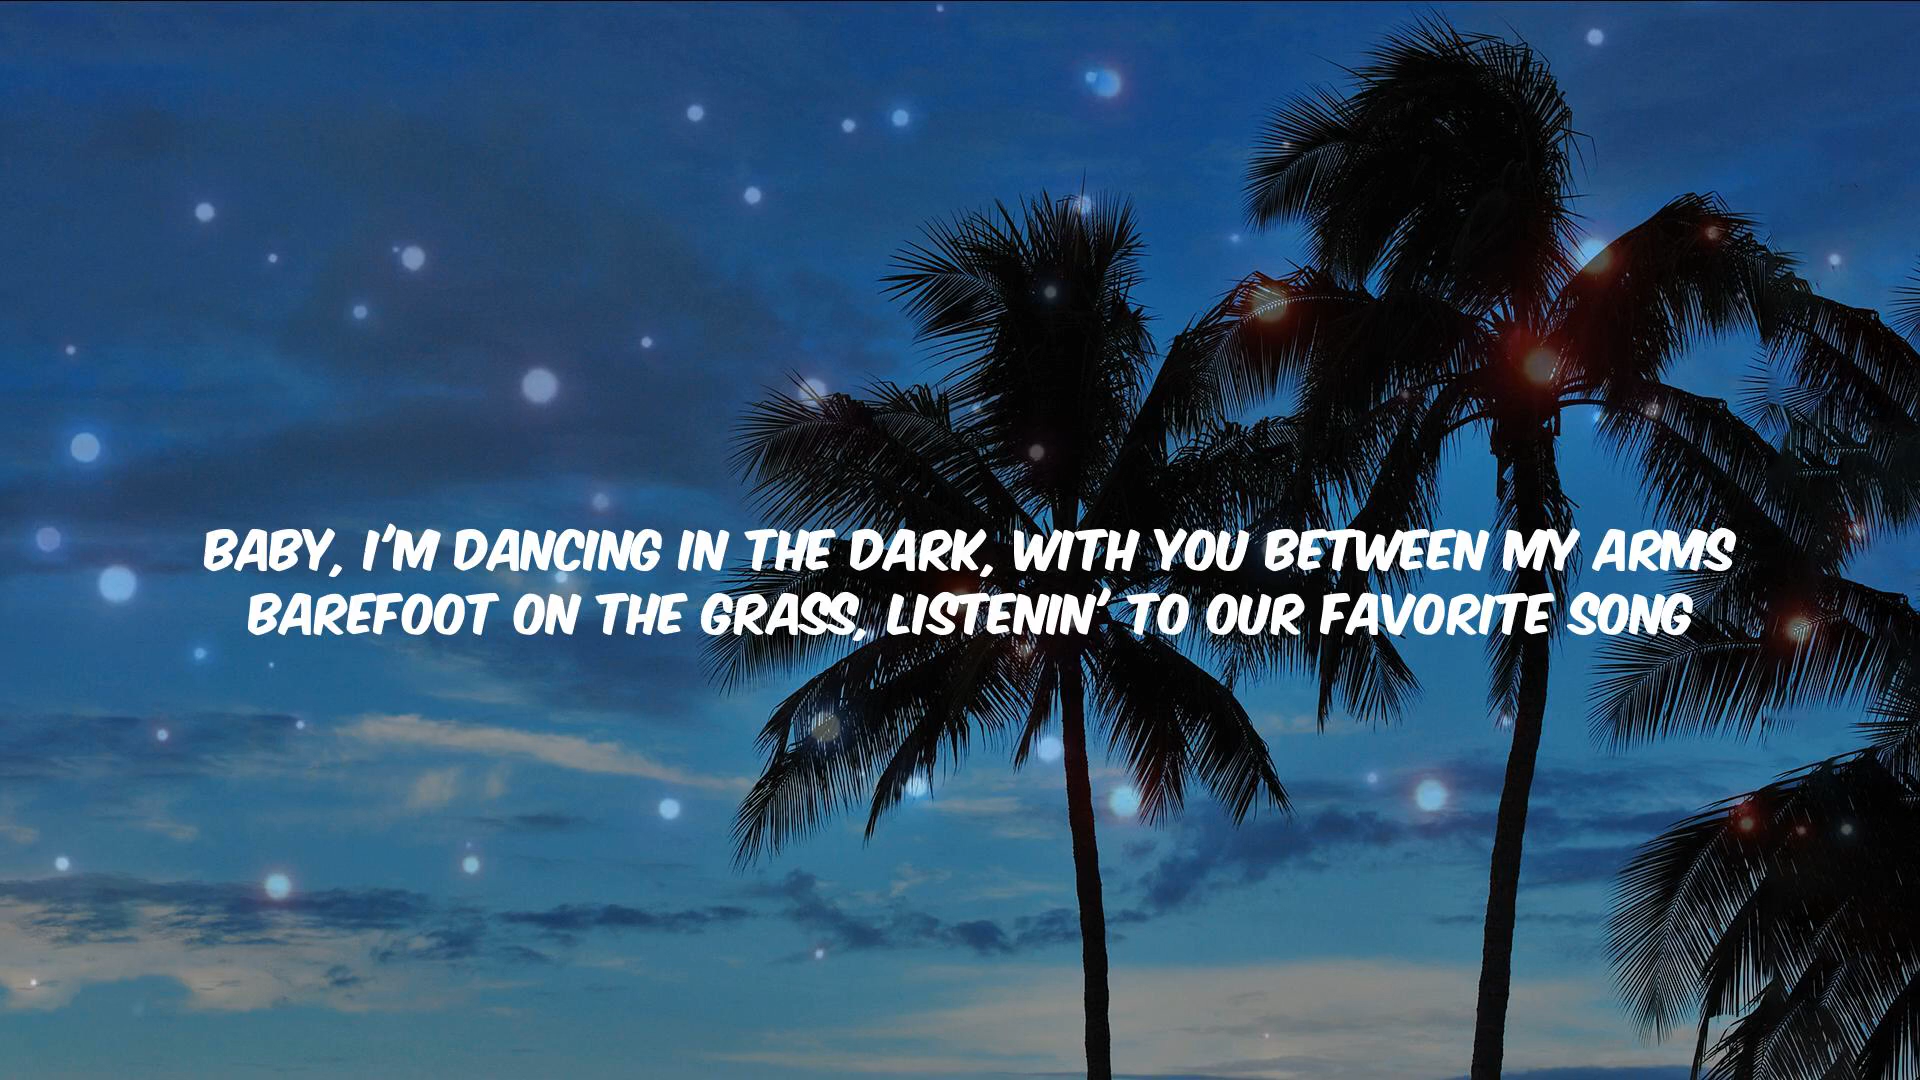 BABY, I'M DANCING IN THE DARK, WITH YOU BETWEEN MY ARMS
BAREFOOT ON THE GRASS, LISTENIN' TO OUR FAVORITE SONG